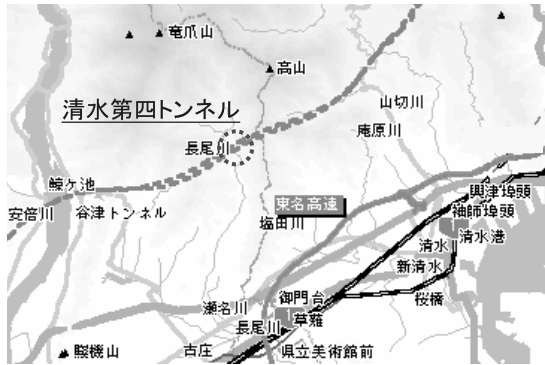 竜爪山
高山
清水第四トンネル
山切川
庵原川
長尾川
鯨ケ池
安倍川
谷津トンネル
東名高速
塩田川
興津埠頭
袖師埠頭
清水港
清水
新清水
桜橋
瀬名川
御門台
長尾川
草薙
古庄
県立美術館前
賤機山